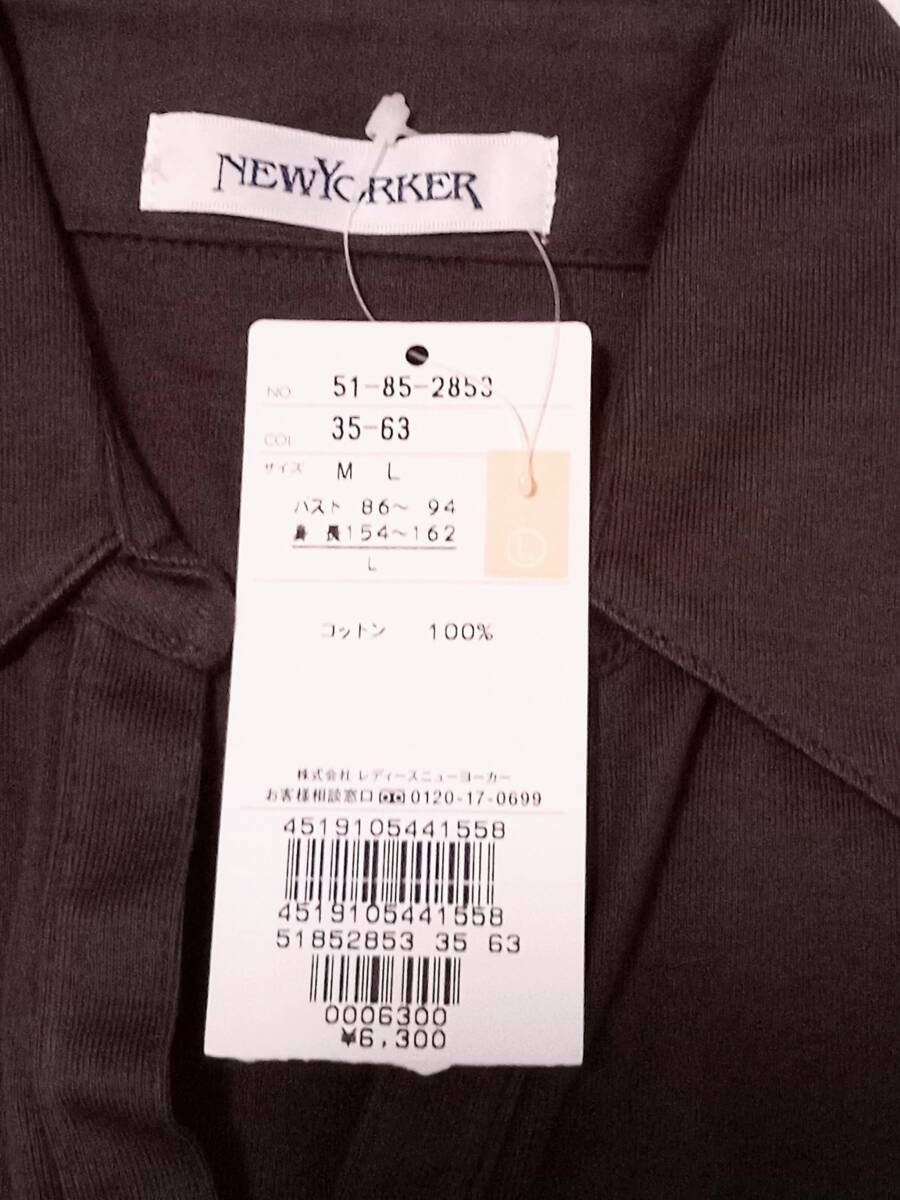 NEWYORKER
NO. 51-85-2853
COL 35-63
サイズ M L
バスト 86～ 94
身 長154～162
L
Ⓛ
コットン 100%
株式会社 レディースニューヨーカー
お客様相談窓口 0120-17-0699
4519105441558
4519105441558
51852853 35 63
0006300
¥6,300